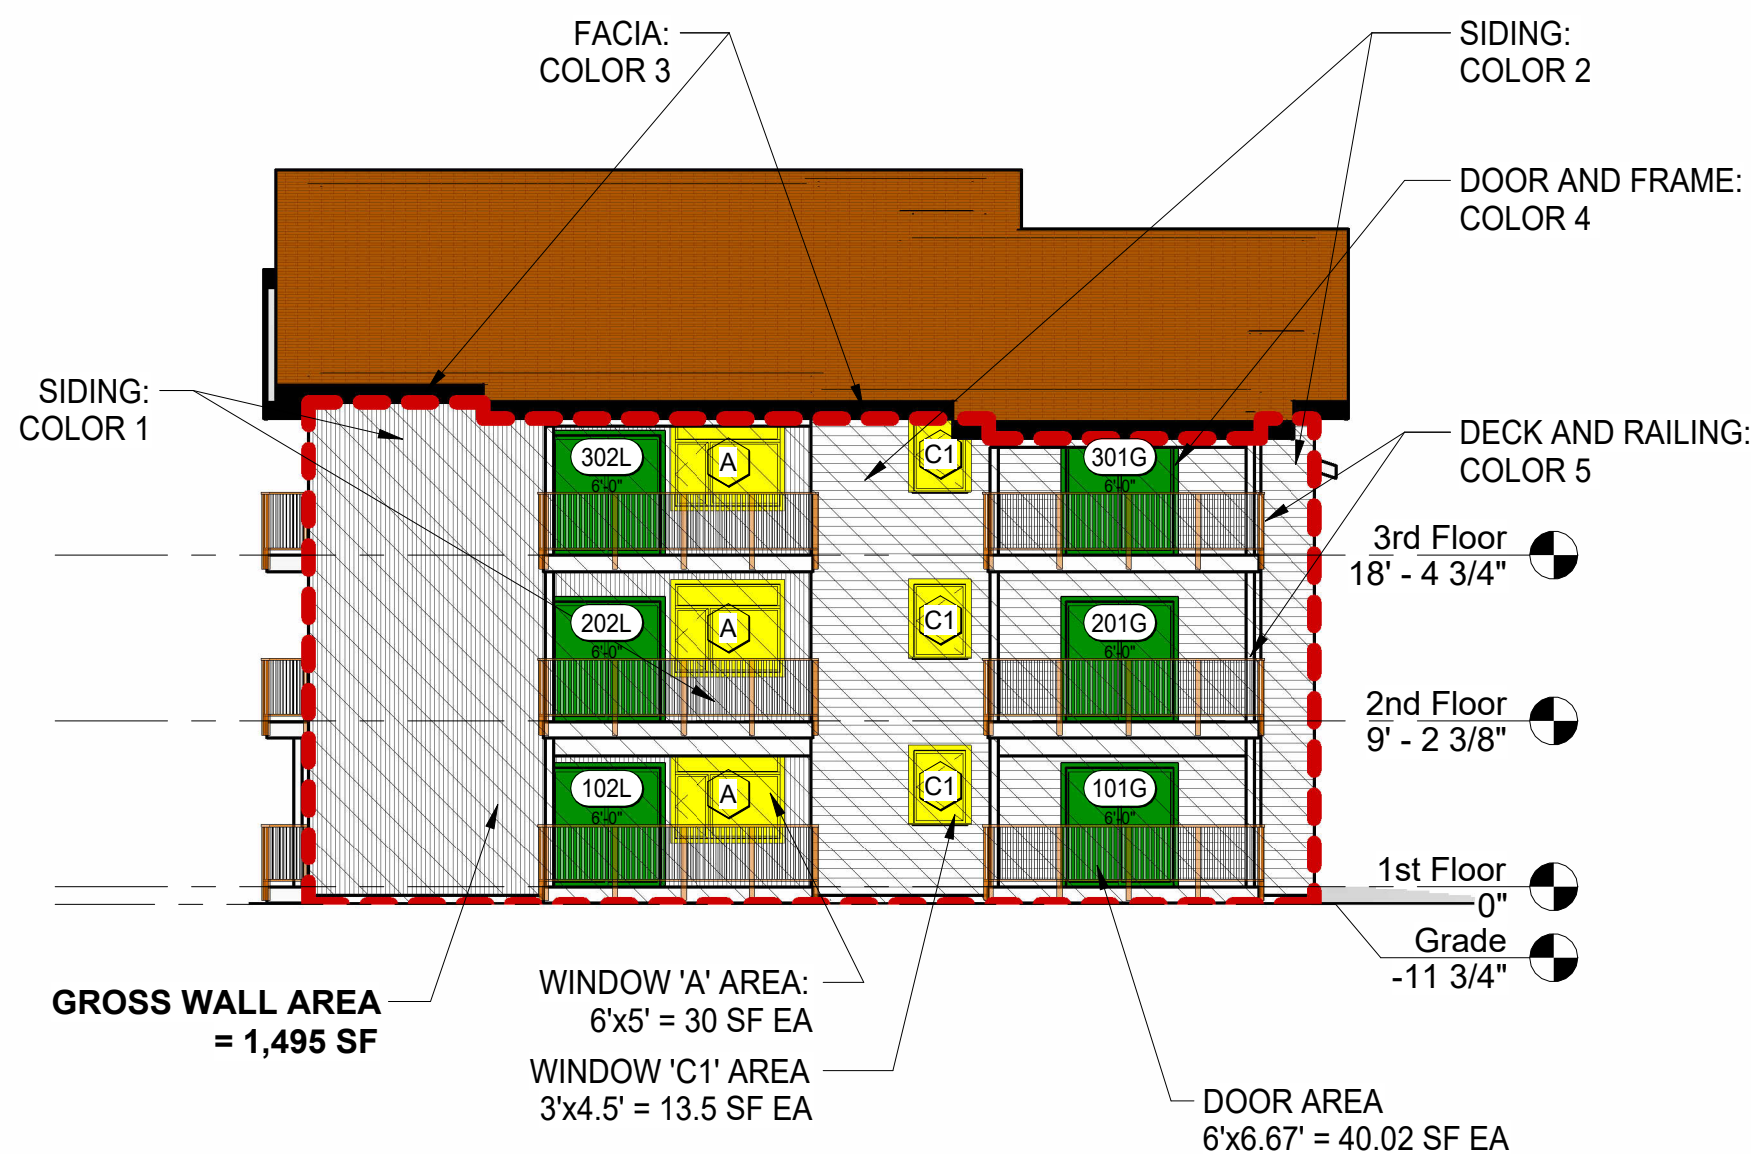 FACIA:
COLOR 3
SIDING:
COLOR 2
DOOR AND FRAME:
COLOR 4
SIDING:
COLOR 1
DECK AND RAILING:
COLOR 5
302L
6'-0"
A
C1
301G
6'-0"
3rd Floor
18' - 4 3/4"
202L
6'-0"
A
C1
201G
6'-0"
2nd Floor
9' - 2 3/8"
102L
6'-0"
A
C1
101G
6'-0"
1st Floor
0"
Grade
-11 3/4"
GROSS WALL AREA
= 1,495 SF
WINDOW 'A' AREA:
6'x5' = 30 SF EA
WINDOW 'C1' AREA
3'x4.5' = 13.5 SF EA
DOOR AREA
6'x6.67' = 40.02 SF EA